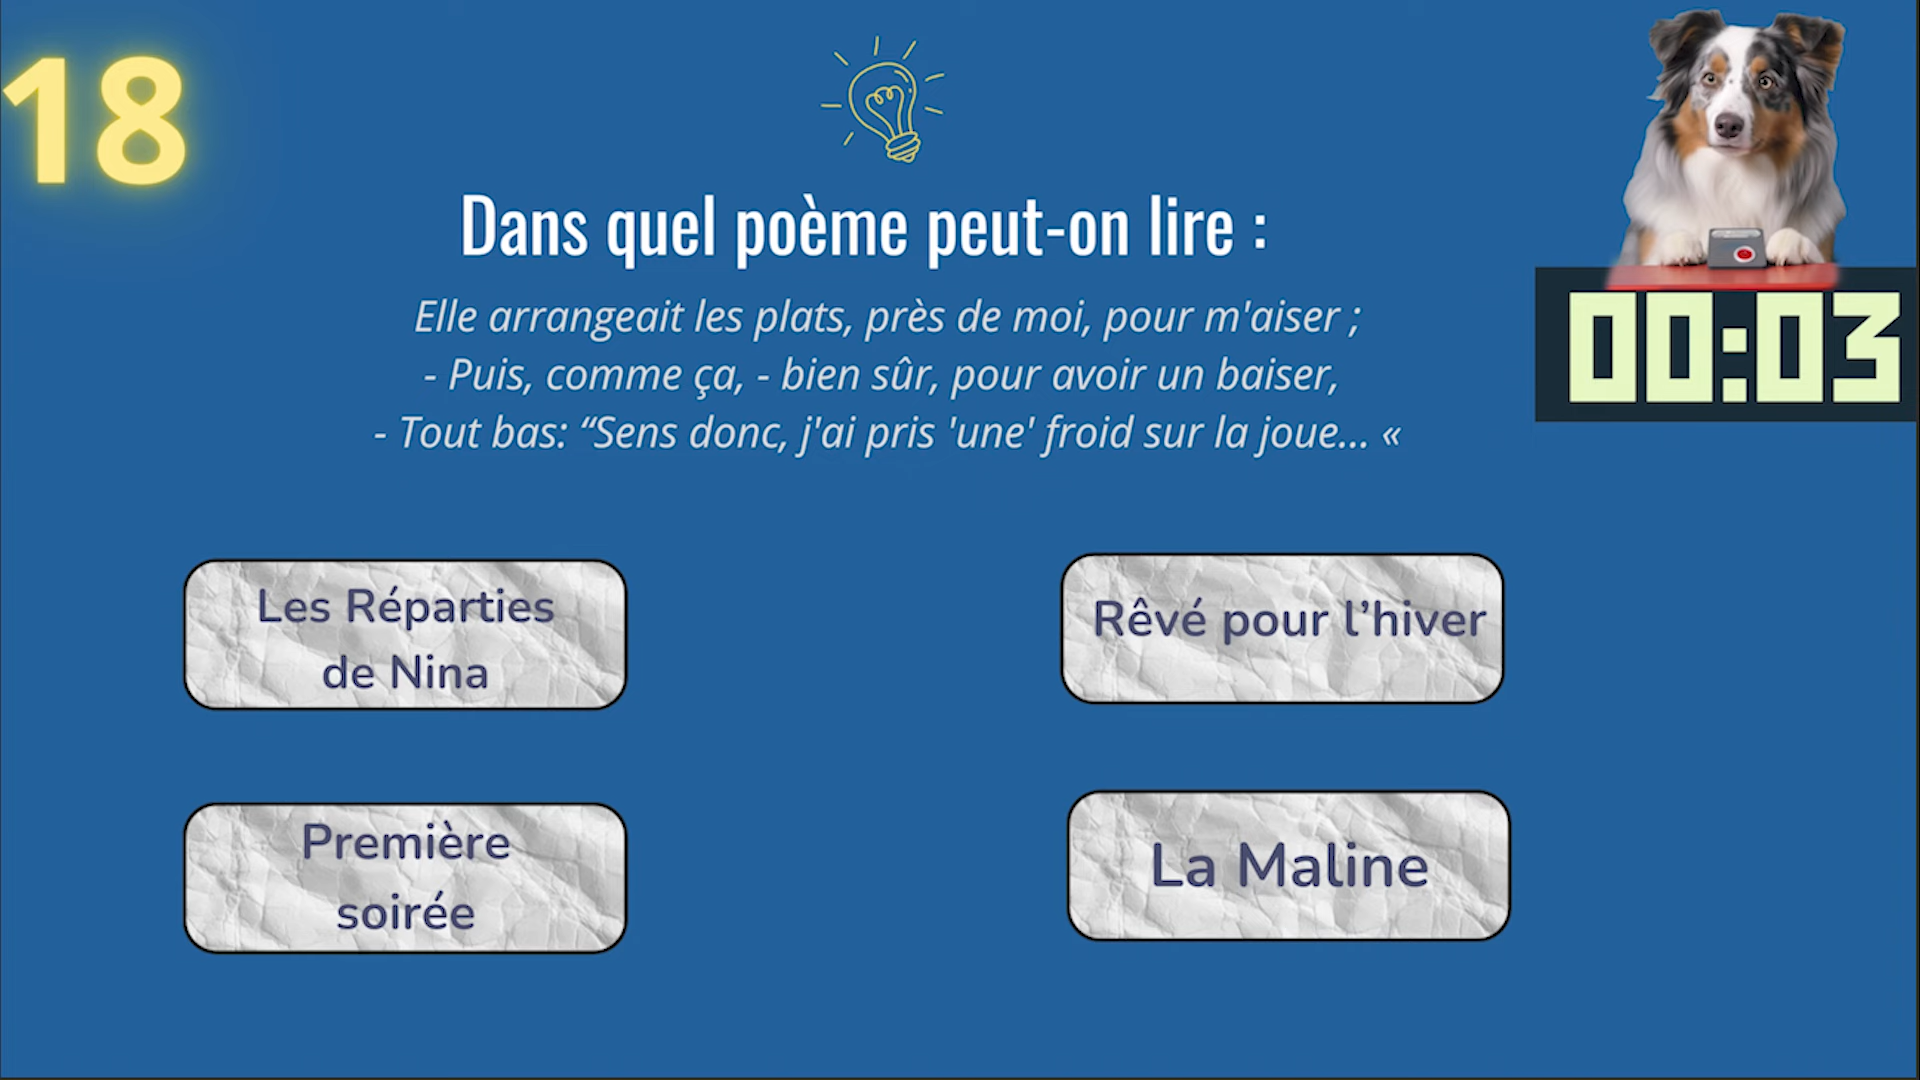 18
Dans quel poème peut-on lire :
00:03
Elle arrangeait les plats, près de moi, pour m'aiser ;
- Puis, comme ça, - bien sûr, pour avoir un baiser,
- Tout bas: “Sens donc, j'ai pris 'une' froid sur la joue... «
Les Réparties
de Nina
Rêvé pour l’hiver
Première
soirée
La Maline